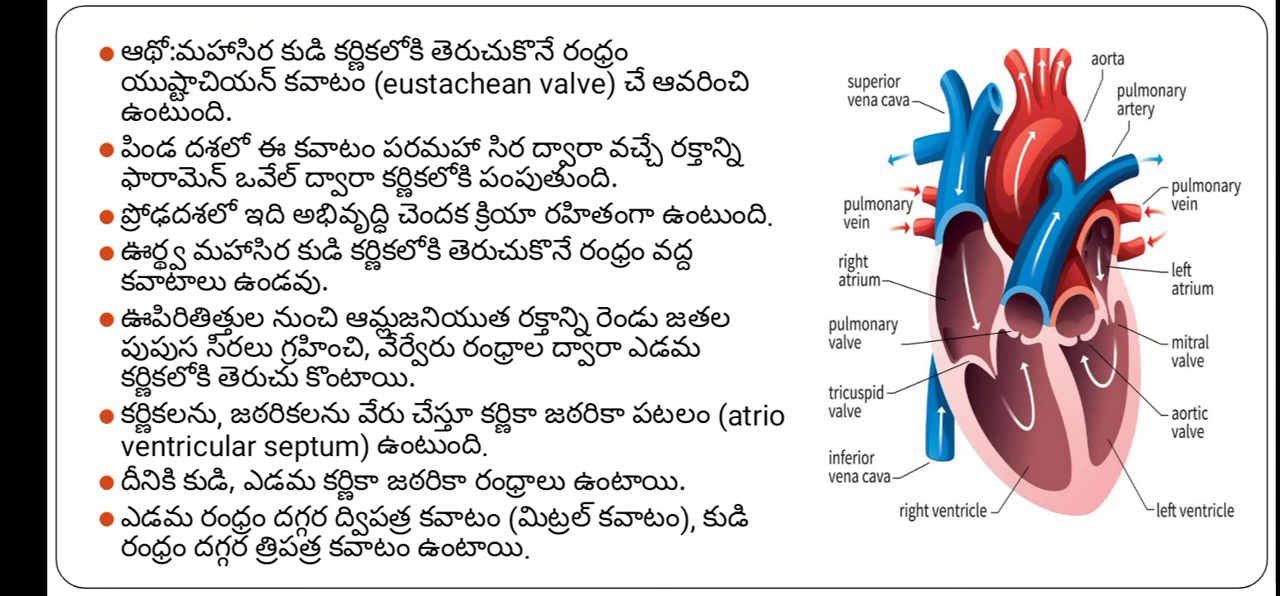 ● ఆథో:మహాసిర కుడి కర్ణికలోకి తెరుచుకొనే రంధ్రం
యుష్టాచియన్ కవాటం (eustachean valve) చే ఆవరించి
ఉంటుంది.
● పిండ దశలో ఈ కవాటం పరమహా సిర ద్వారా వచ్చే రక్తాన్ని
ఫారామెన్ ఒవేల్ ద్వారా కర్ణికలోకి పంపుతుంది.
● ప్రోఢదశలో ఇది అభివృద్ధి చెందక క్రియా రహితంగా ఉంటుంది.
● ఊర్థ్వ మహాసిర కుడి కర్ణికలోకి తెరుచుకొనే రంధ్రం వద్ద
కవాటాలు ఉండవు.
● ఊపిరితిత్తుల నుంచి ఆమ్లజనియుత రక్తాన్ని రెండు జతల
పుపుస సిరలు గ్రహించి, వేర్వేరు రంధ్రాల ద్వారా ఎడమ
కర్ణికలోకి తెరుచు కొంటాయి.
● కర్ణికలను, జఠరికలను వేరు చేస్తూ కర్ణికా జఠరికా పటలం (atrio
ventricular septum) ఉంటుంది.
● దీనికి కుడి, ఎడమ కర్ణికా జఠరికా రంధ్రాలు ఉంటాయి.
● ఎడమ రంధ్రం దగ్గర ద్విపత్ర కవాటం (మిట్రల్ కవాటం), కుడి
రంధ్రం దగ్గర త్రిపత్ర కవాటం ఉంటాయి.
aorta
superior
vena cava
pulmonary
artery
pulmonary
vein
pulmonary
vein
right
atrium
left
atrium
pulmonary
valve
mitral
valve
tricuspid
valve
aortic
valve
inferior
vena cava
right ventricle
left ventricle